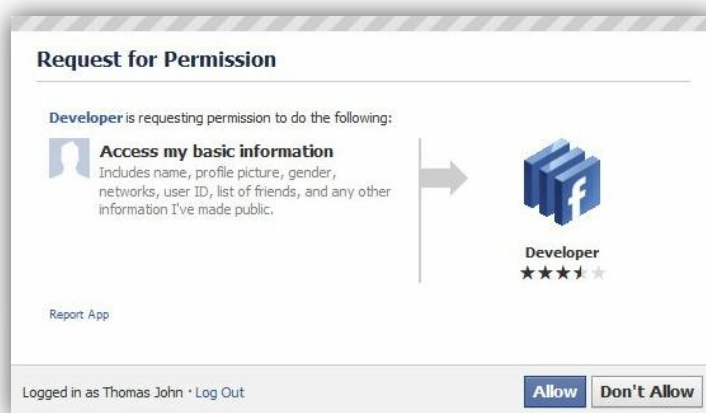 Request for Permission
Developer is requesting permission to do the following:
Access my basic information
Includes name, profile picture, gender,
networks, user ID, list of friends, and any other
information I've made public.
Developer
Report App
Logged in as Thomas John · Log Out
Allow
Don't Allow